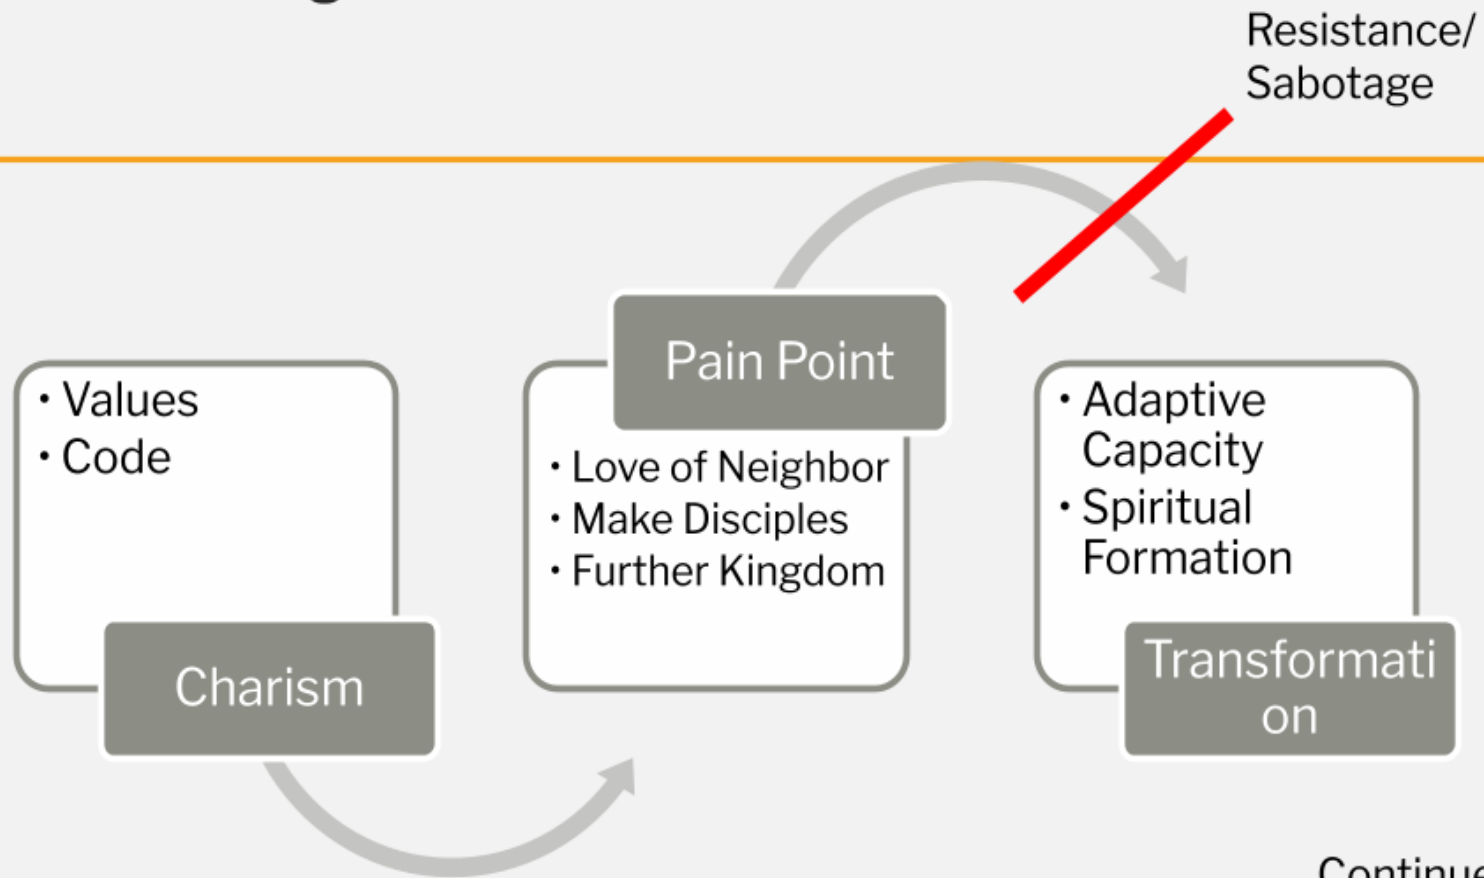 Resistance/
Sabotage
Pain Point
• Values
• Code
• Love of Neighbor
• Make Disciples
• Further Kingdom
• Adaptive
Capacity
• Spiritual
Formation
Charism
Transformati
on